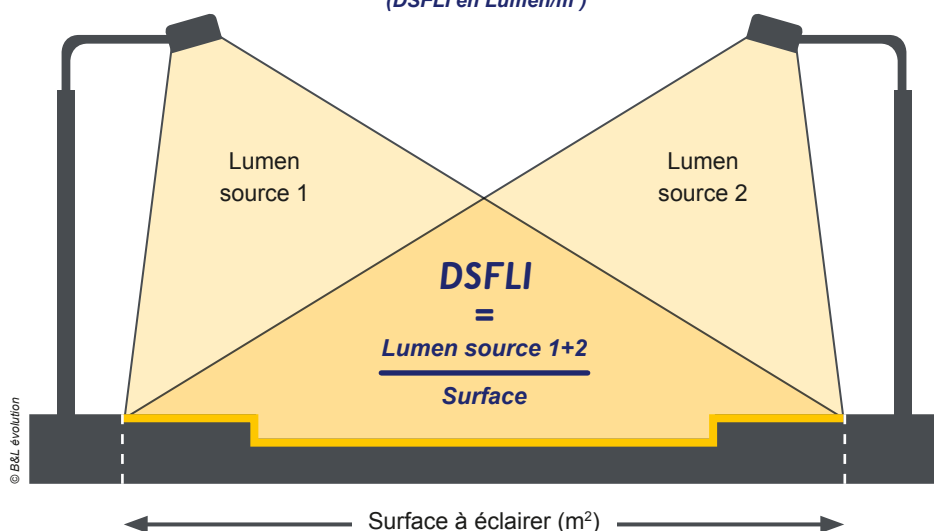 (DSFLI en Lumen/m²)
Lumen
source 1
Lumen
source 2
DSFLI
=
Lumen source 1+2
Surface
© B&L évolution
Surface à éclairer (m²)